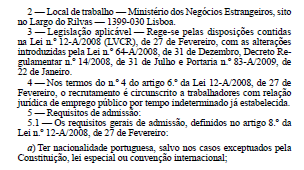 2 — Local de trabalho — Ministério dos Negócios Estrangeiros, sito
no Largo do Rilvas — 1399-030 Lisboa.
3 — Legislação aplicável — Rege-se pelas disposições contidas
na Lei n.º 12-A/2008 (LVCR), de 27 de Fevereiro, com as alterações
introduzidas pela Lei n.º 64-A/2008, de 31 de Dezembro, Decreto Re-
gulamentar n.º 14/2008, de 31 de Julho e Portaria n.º 83-A/2009, de
22 de Janeiro.
4 — Nos termos do n.º 4 do artigo 6.º da Lei 12-A/2008, de 27 de
Fevereiro, o recrutamento é circunscrito a trabalhadores com relação
jurídica de emprego público por tempo indeterminado já estabelecida.
5 — Requisitos de admissão:
5.1 — Os requisitos gerais de admissão, definidos no artigo 8.º da
Lei n.º 12-A/2008, de 27 de Fevereiro:
a) Ter nacionalidade portuguesa, salvo nos casos exceptuados pela
Constituição, lei especial ou convenção internacional;